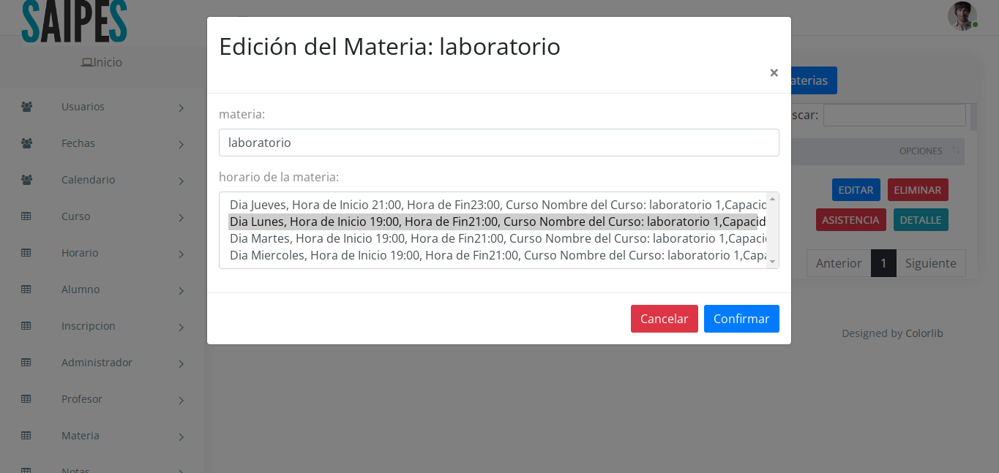 SAIPES
Inicio
Usuarios
Fechas
Calendario
Curso
Horario
Alumno
Inscripcion
Administrador
Profesor
Materia
Notas
Edición del Materia: laboratorio
×
materia:
laboratorio
horario de la materia:
Dia Jueves, Hora de Inicio 21:00, Hora de Fin23:00, Curso Nombre del Curso: laboratorio 1,Capacid
Dia Lunes, Hora de Inicio 19:00, Hora de Fin21:00, Curso Nombre del Curso: laboratorio 1,Capacid
Dia Martes, Hora de Inicio 19:00, Hora de Fin21:00, Curso Nombre del Curso: laboratorio 1,Capaci
Dia Miercoles, Hora de Inicio 19:00, Hora de Fin21:00, Curso Nombre del Curso: laboratorio 1,Capa
Cancelar Confirmar
aterias
scar:
OPCIONES
EDITAR ELIMINAR
ASISTENCIA DETALLE
Anterior 1 Siguiente
Designed by Colorlib